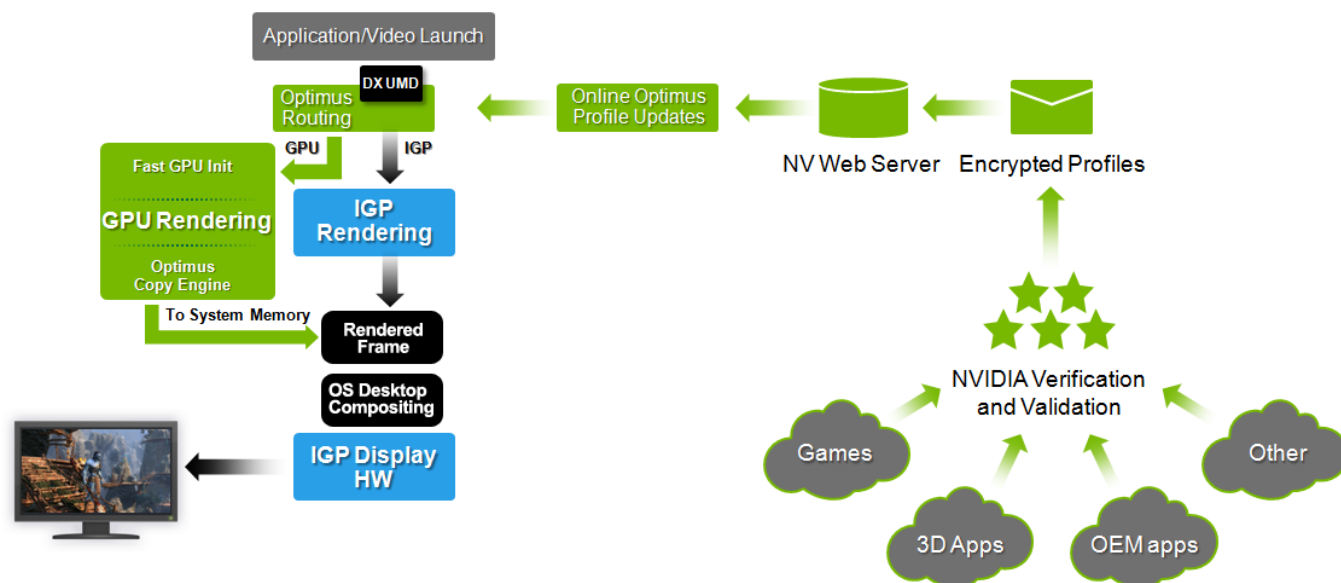 Application/Video Launch
DX UMD
Optimus
Routing
GPU
IGP
Fast GPU Init
GPU Rendering
Optimus
Copy Engine
IGP
Rendering
To System Memory
Rendered
Frame
OS Desktop
Compositing
IGP Display
HW
Online Optimus
Profile Updates
NV Web Server
Encrypted Profiles
NVIDIA Verification
and Validation
Games
3D Apps
OEM apps
Other